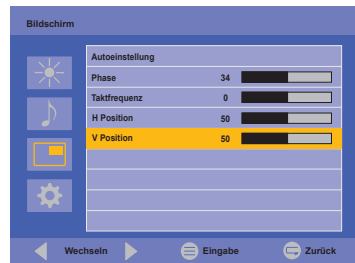 Bildschirm
Autoeinstellung
Phase 34
Taktfrequenz 0
H Position 50
V Position 50
Wechseln Eingabe Zurück